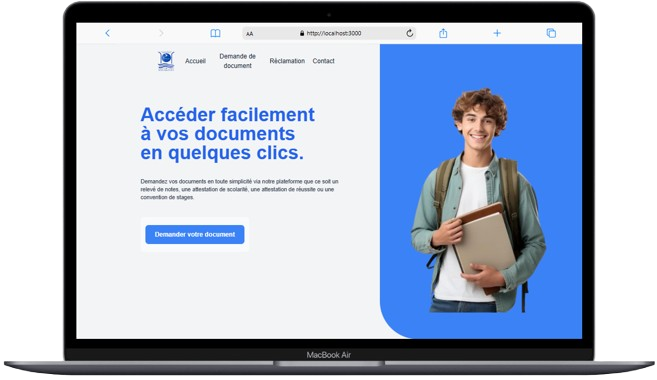 AA
http://localhost:3000
Accueil
Demande de
document
Réclamation
Contact
Accéder facilement
à vos documents
en quelques clics.
Demandez vos documents en toute simplicité via notre plateforme que ce soit un
relevé de notes, une attestation de scolarité, une attestation de réussite ou une
convention de stages.
Demander votre document
MacBook Air